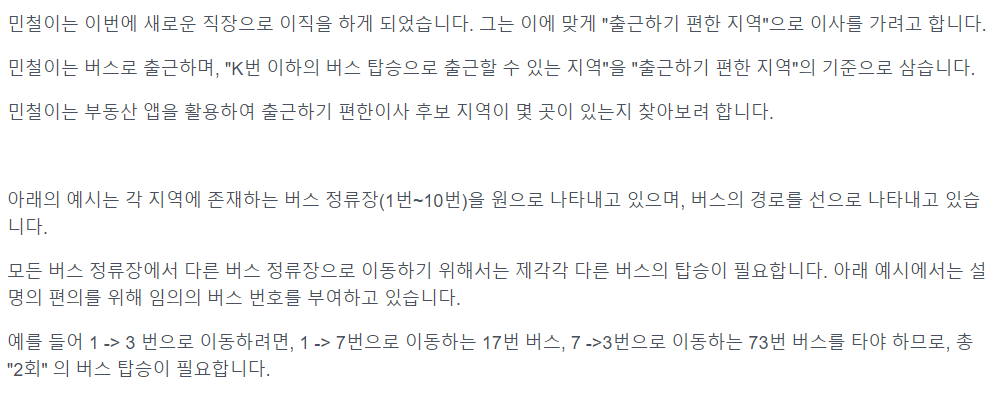 민철이는 이번에 새로운 직장으로 이직을 하게 되었습니다. 그는 이에 맞게 "출근하기 편한 지역"으로 이사를 가려고 합니다.
민철이는 버스로 출근하며, "K번 이하의 버스 탑승으로 출근할 수 있는 지역"을 "출근하기 편한 지역"의 기준으로 삼습니다.
민철이는 부동산 앱을 활용하여 출근하기 편한이사 후보 지역이 몇 곳이 있는지 찾아보려 합니다.
아래의 예시는 각 지역에 존재하는 버스 정류장(1번~10번)을 원으로 나타내고 있으며, 버스의 경로를 선으로 나타내고 있습
니다.
모든 버스 정류장에서 다른 버스 정류장으로 이동하기 위해서는 제각각 다른 버스의 탑승이 필요합니다. 아래 예시에서는 설
명의 편의를 위해 임의의 버스 번호를 부여하고 있습니다.
예를 들어 1 -> 3 번으로 이동하려면, 1 -> 7번으로 이동하는 17번 버스, 7 ->3번으로 이동하는 73번 버스를 타야 하므로, 총
"2회" 의 버스 탑승이 필요합니다.